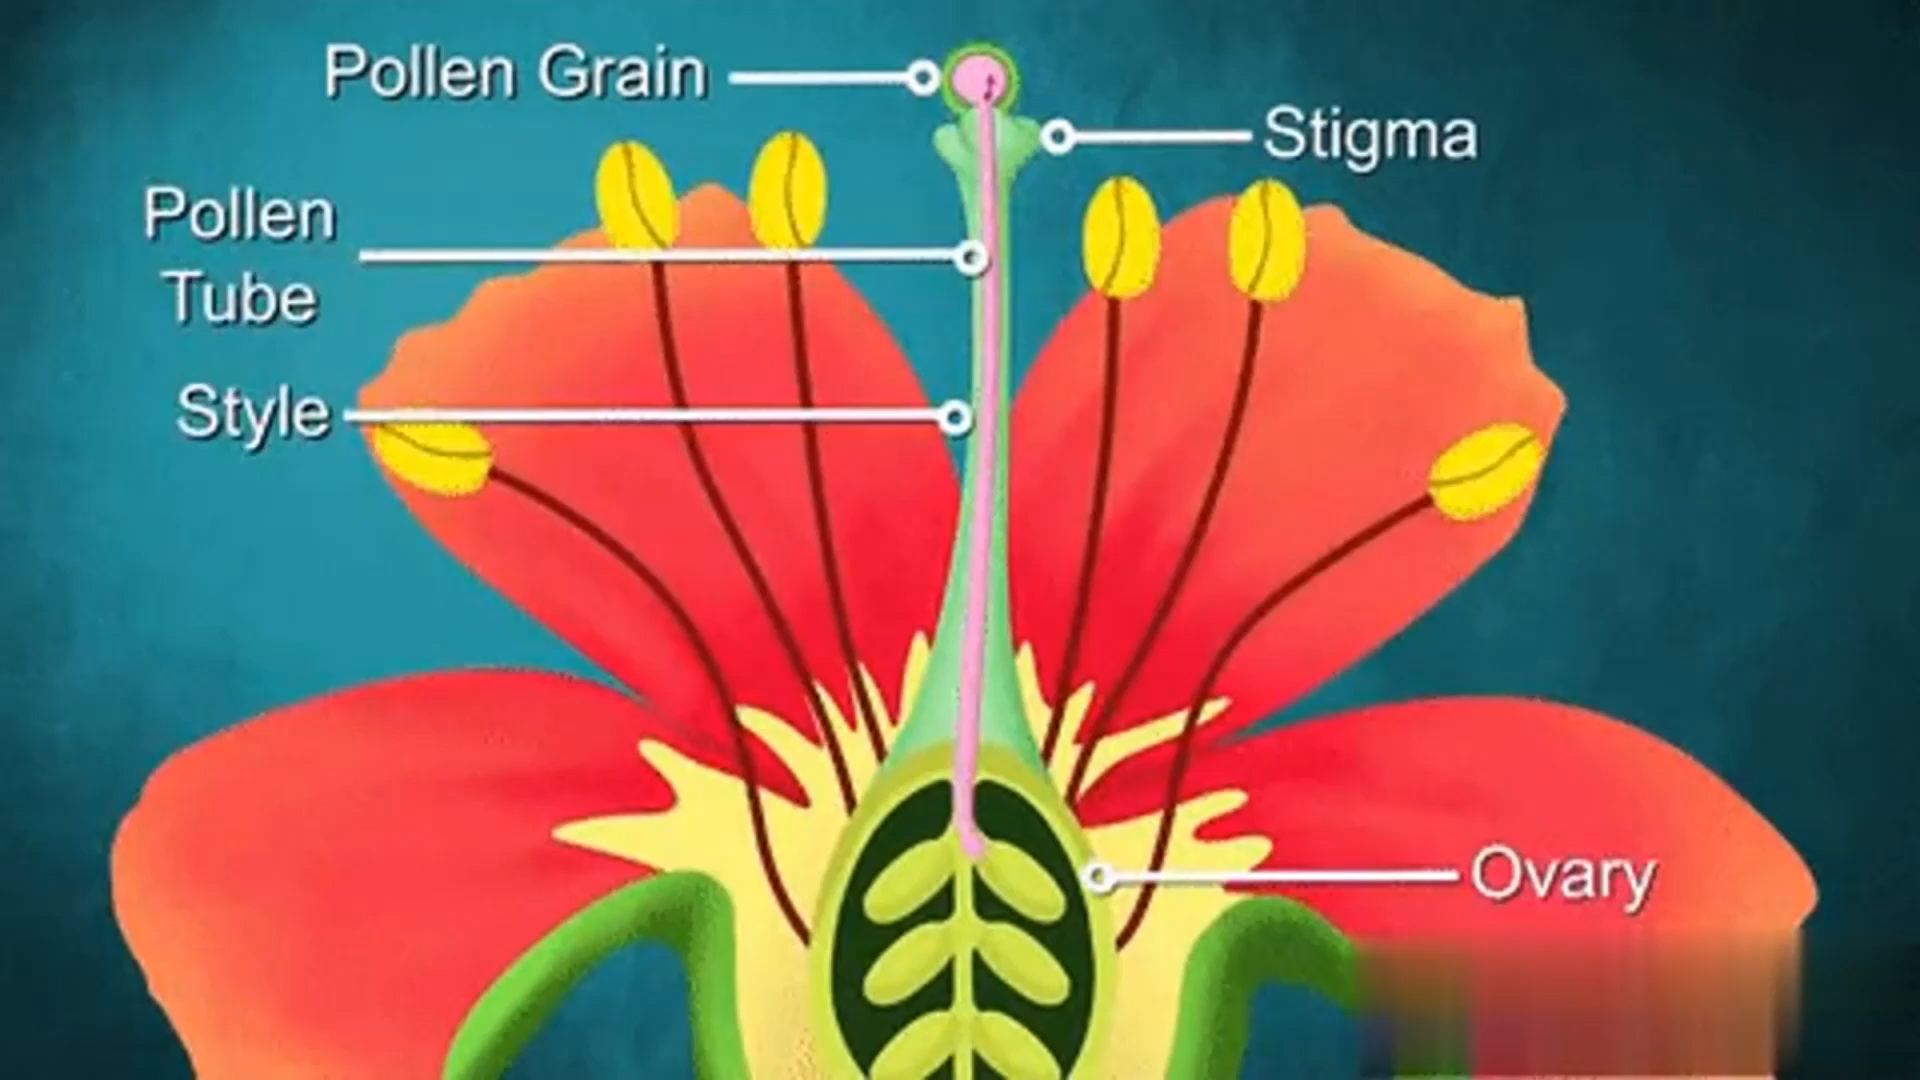 Pollen Grain
Stigma
Pollen
Tube
Style
Ovary